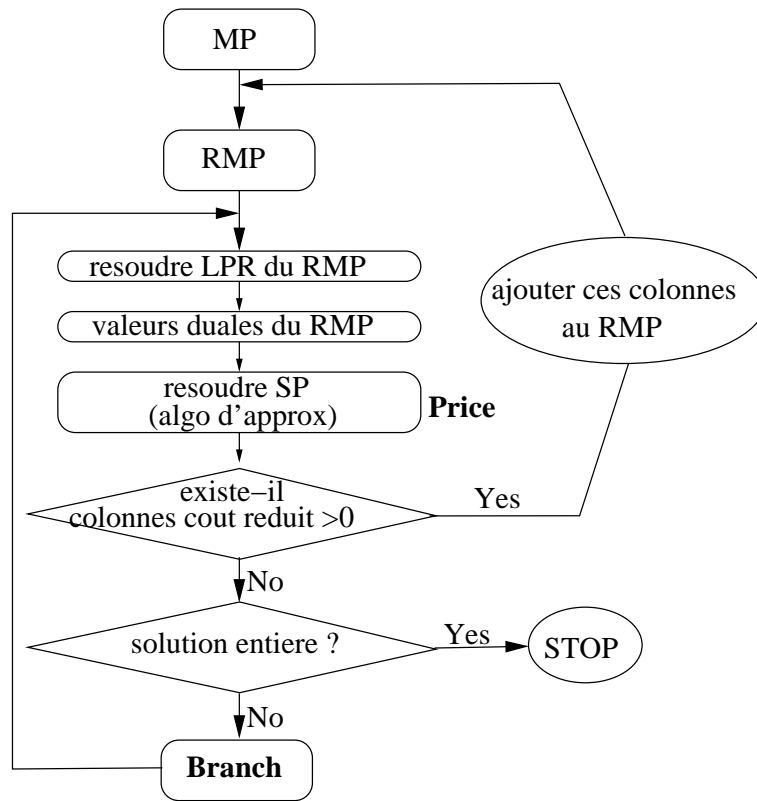 MP
RMP
resoudre LPR du RMP
valeurs duales du RMP
resoudre SP
(algo d'approx)
Price
ajouter ces colonnes
au RMP
existe−il
colonnes cout reduit >0
Yes
No
solution entiere ?
Yes
STOP
No
Branch